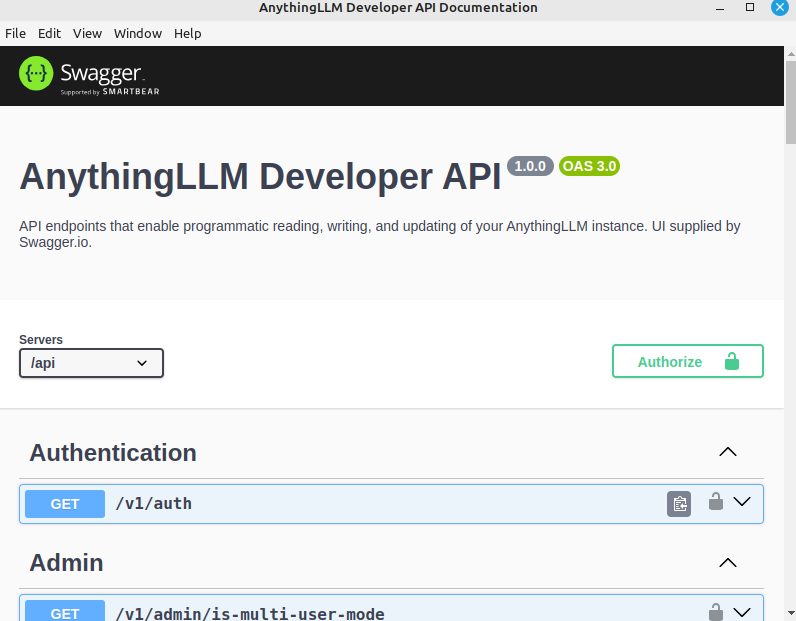 AnythingLLM Developer API Documentation
File Edit View Window Help
{···} Swagger
Supported by SMARTBEAR
AnythingLLM Developer API 1.0.0 OAS 3.0
API endpoints that enable programmatic reading, writing, and updating of your AnythingLLM instance. UI supplied by
Swagger.io.
Servers
/api
Authorize
Authentication
GET /v1/auth
Admin
GET /v1/admin/is-multi-user-mode